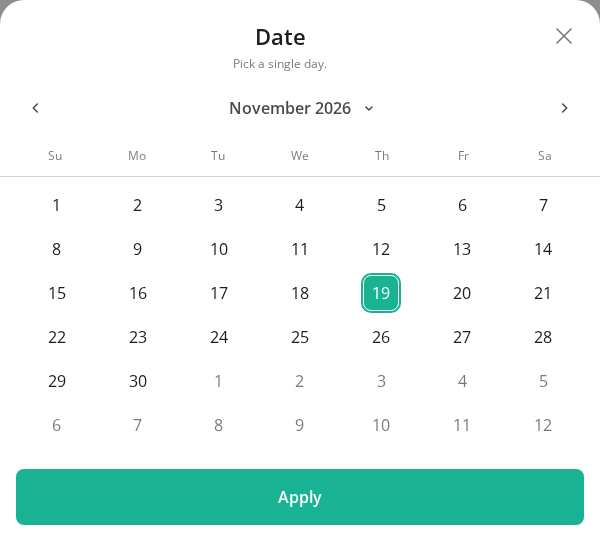 Date
Pick a single day.
November 2026
Su Mo Tu We Th Fr Sa
1 2 3 4 5 6 7
8 9 10 11 12 13 14
15 16 17 18 19 20 21
22 23 24 25 26 27 28
29 30 1 2 3 4 5
6 7 8 9 10 11 12
Apply